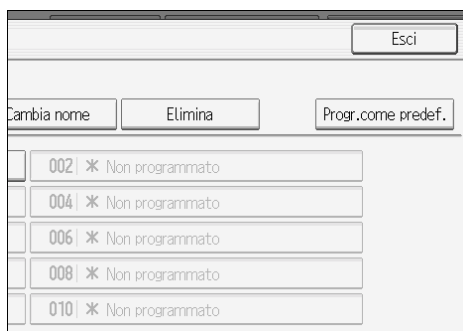 Esci
Cambia nome Elimina Progr.come predef.
002 * Non programmato
004 * Non programmato
006 * Non programmato
008 * Non programmato
010 * Non programmato